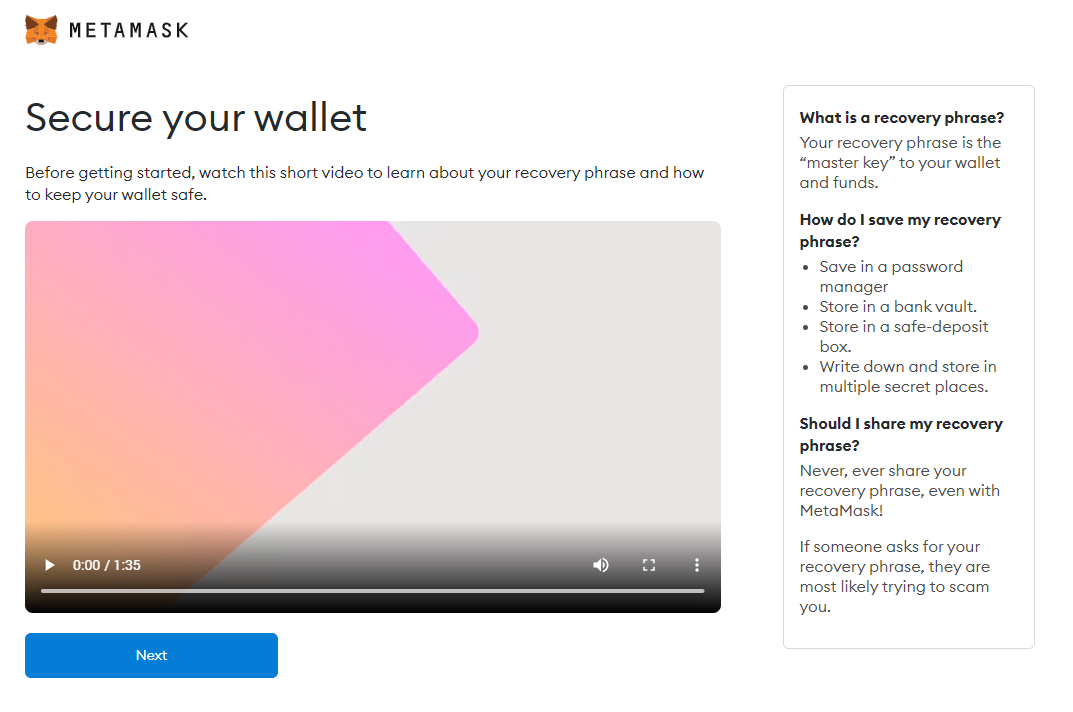 METAMASK
Secure your wallet
Before getting started, watch this short video to learn about your recovery phrase and how
to keep your wallet safe.
0:00 / 1:35
Next
What is a recovery phrase?
Your recovery phrase is the
“master key” to your wallet
and funds.
How do I save my recovery
phrase?
• Save in a password
manager
• Store in a bank vault.
• Store in a safe-deposit
box.
• Write down and store in
multiple secret places.
Should I share my recovery
phrase?
Never, ever share your
recovery phrase, even with
MetaMask!
If someone asks for your
recovery phrase, they are
most likely trying to scam
you.